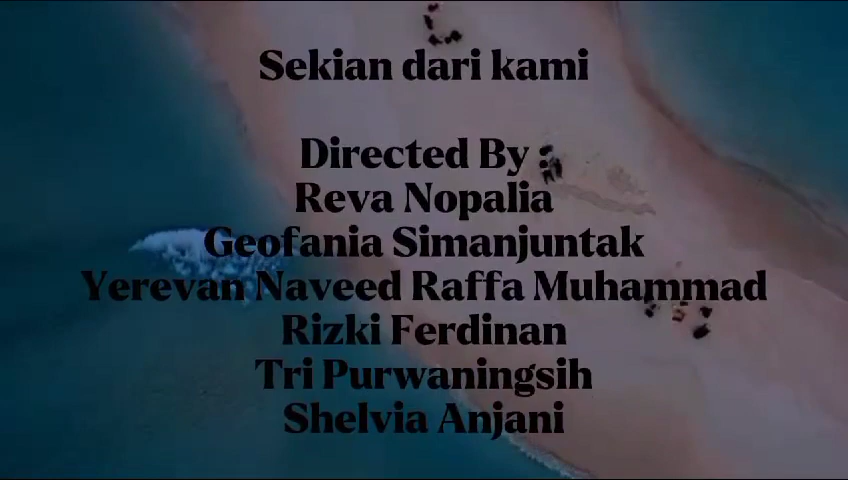 Sekian dari kami
Directed By :
Reva Nopalia
Geofania Simanjuntak
Yerevan Naveed Raffa Muhammad
Rizki Ferdinan
Tri Purwaningsih
Shelvia Anjani